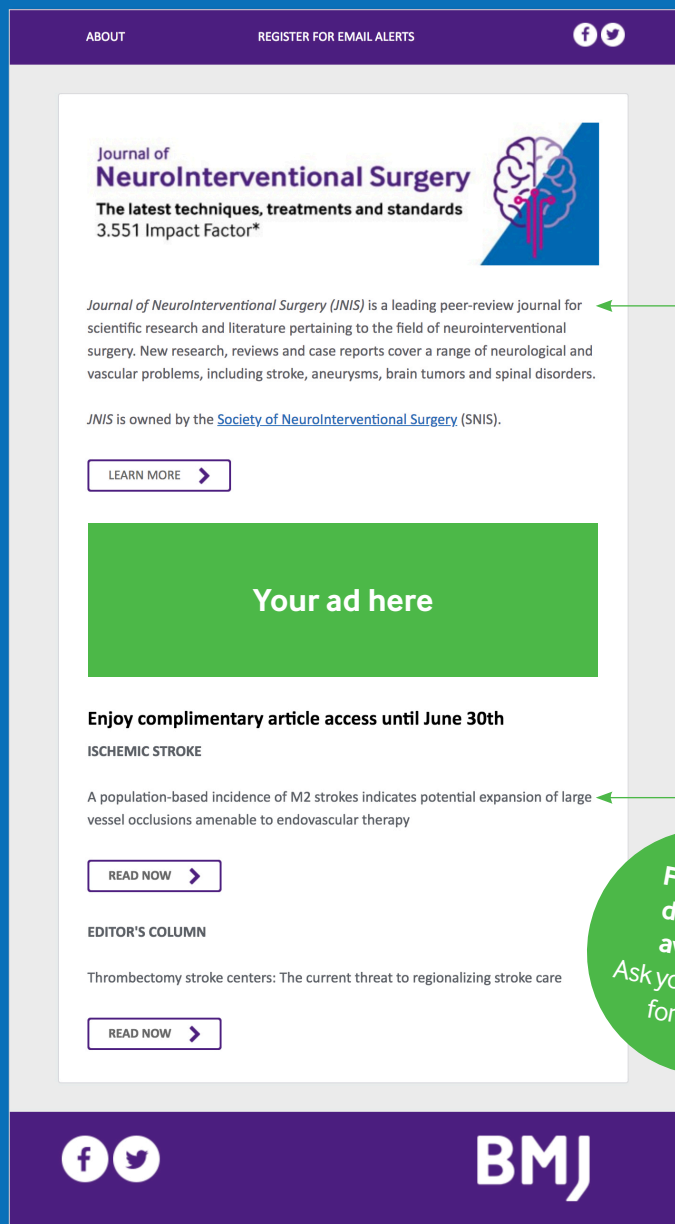 ABOUT
REGISTER FOR EMAIL ALERTS
Journal of
NeuroInterventional Surgery
The latest techniques, treatments and standards
3.551 Impact Factor*
Journal of NeuroInterventional Surgery (JNIS) is a leading peer-review journal for
scientific research and literature pertaining to the field of neurointerventional
surgery. New research, reviews and case reports cover a range of neurological and
vascular problems, including stroke, aneurysms, brain tumors and spinal disorders.
JNIS is owned by the Society of NeuroInterventional Surgery (SNIS).
LEARN MORE
Your ad here
Enjoy complimentary article access until June 30th
ISCHEMIC STROKE
A population-based incidence of M2 strokes indicates potential expansion of large
vessel occlusions amenable to endovascular therapy
READ NOW
EDITOR'S COLUMN
Thrombectomy stroke centers: The current threat to regionalizing stroke care
READ NOW
Ask
for
BMJ